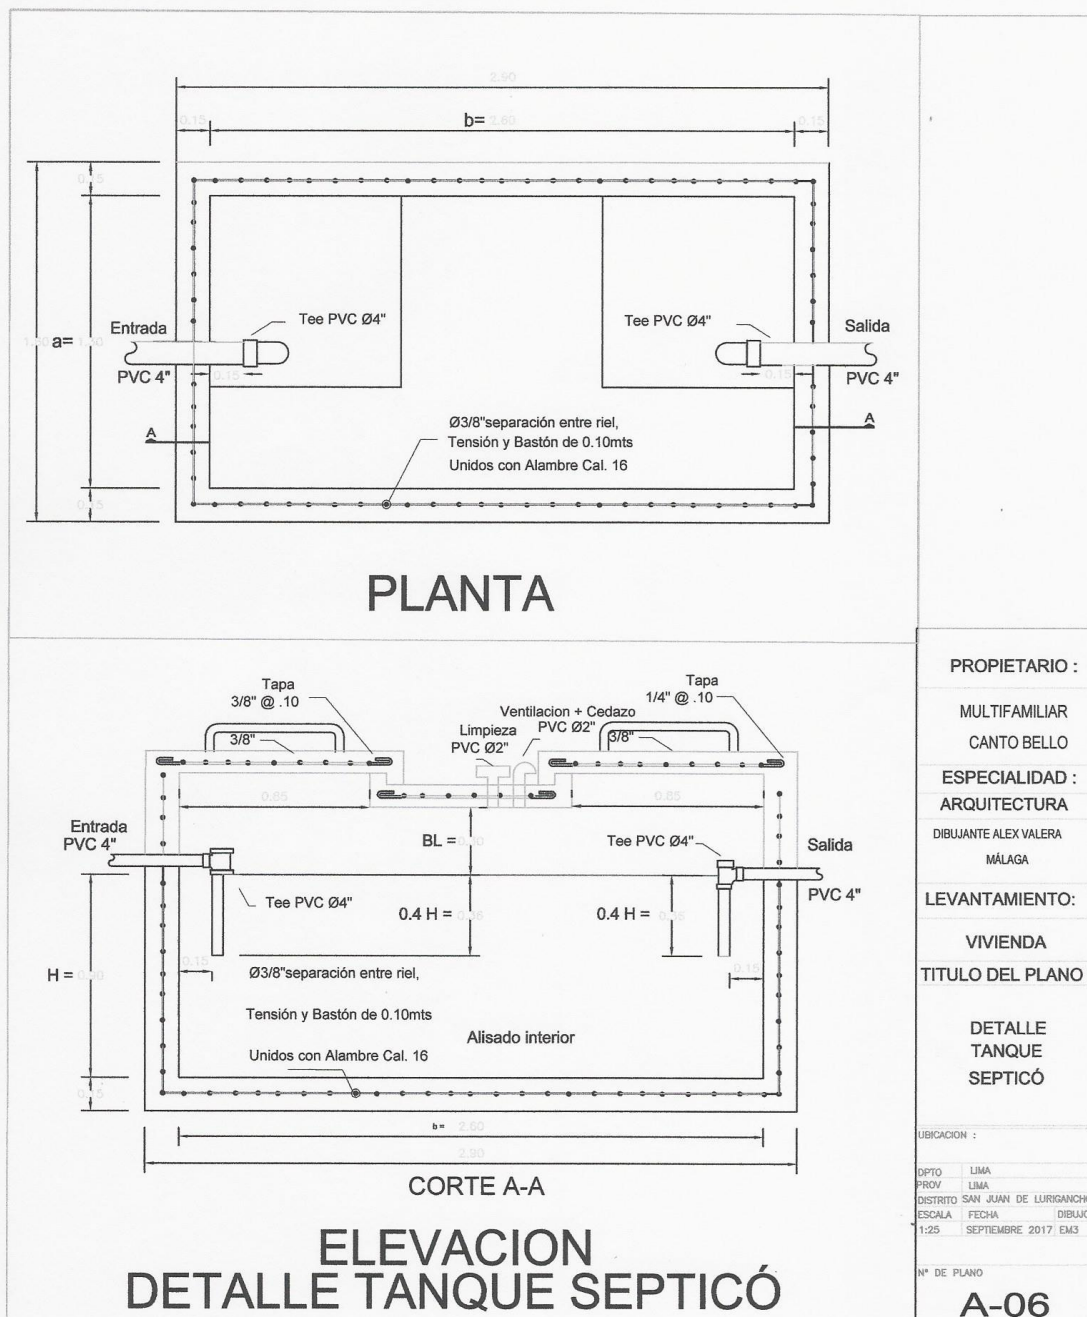 2.90
0.15
b= 2.60
0.15
0.15
Entrada
a=
PVC 4"
Tee PVC Ø4"
0.15
Tee PVC Ø4"
Salida
0.15
PVC 4"
A
A
Ø3/8"separación entre riel,
Tensión y Bastón de 0.10mts
Unidos con Alambre Cal. 16
0.15
PLANTA
Tapa
3/8" @ .10
3/8"
Limpieza
PVC Ø2"
Ventilacion + Cedazo
PVC Ø2"
Tapa
1/4" @ .10
3/8"
0.65
0.65
Entrada
PVC 4"
BL =
Tee PVC Ø4"
Salida
PVC 4"
Tee PVC Ø4"
0.4 H =
0.4 H =
0.15
0.15
H =
Ø3/8"separación entre riel,
Tensión y Bastón de 0.10mts
Alisado interior
Unidos con Alambre Cal. 16
0.15
b= 2.60
2.90
CORTE A-A
ELEVACION
DETALLE TANQUE SEPTICÓ
PROPIETARIO :
MULTIFAMILIAR
CANTO BELLO
ESPECIALIDAD :
ARQUITECTURA
DIBUJANTE ALEX VALERA
MÁLAGA
LEVANTAMIENTO:
VIVIENDA
TITULO DEL PLANO
DETALLE
TANQUE
SEPTICÓ
UBICACION :
DPTO LIMA
PROV LIMA
DISTRITO SAN JUAN DE LURIGANCHO
ESCALA FECHA DIBUJO
1:25 SEPTIEMBRE 2017 EM3
Nº DE PLANO
A-06